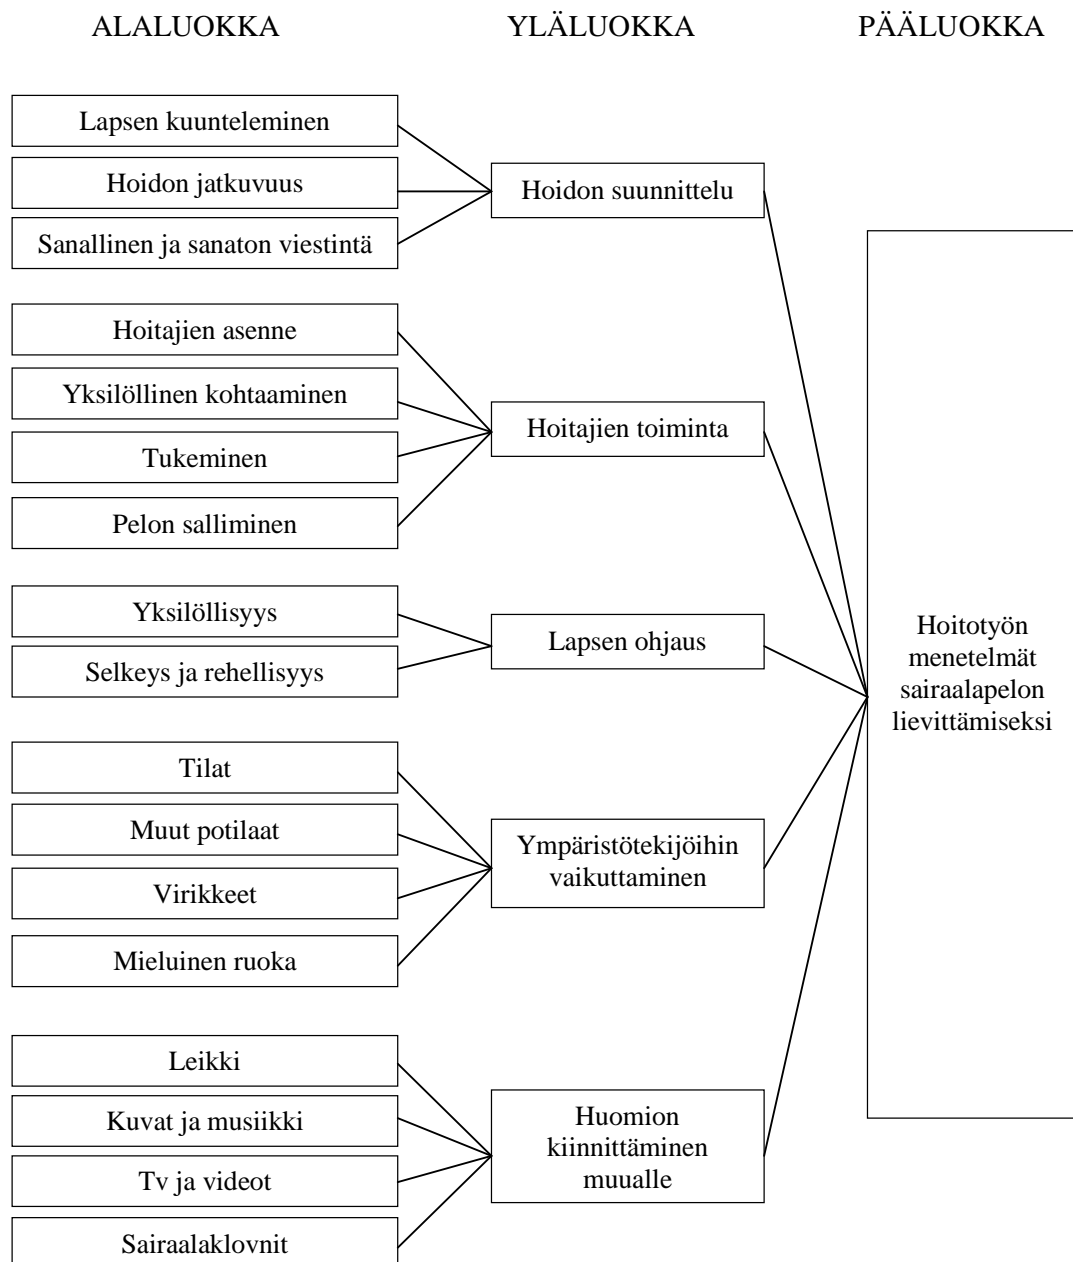 ALALUOKKA YLÄLUOKKA PÄÄLUOKKA
Lapsen kuunteleminen
Hoidon jatkuvuus
Sanallinen ja sanaton viestintä
Hoidon suunnittelu
Hoitajien asenne
Yksilöllinen kohtaaminen
Tukeminen
Pelon salliminen
Hoitajien toiminta
Yksilöllisyys
Selkeys ja rehellisyys
Lapsen ohjaus
Tilat
Muut potilaat
Virikkeet
Mieluinen ruoka
Ympäristötekijöihin
vaikuttaminen
Leikki
Kuvat ja musiikki
Tv ja videot
Sairaalaklovnit
Huomion
kiinnittäminen
muualle
Hoitotyön
menetelmät
sairaalapelon
lievittämiseksi